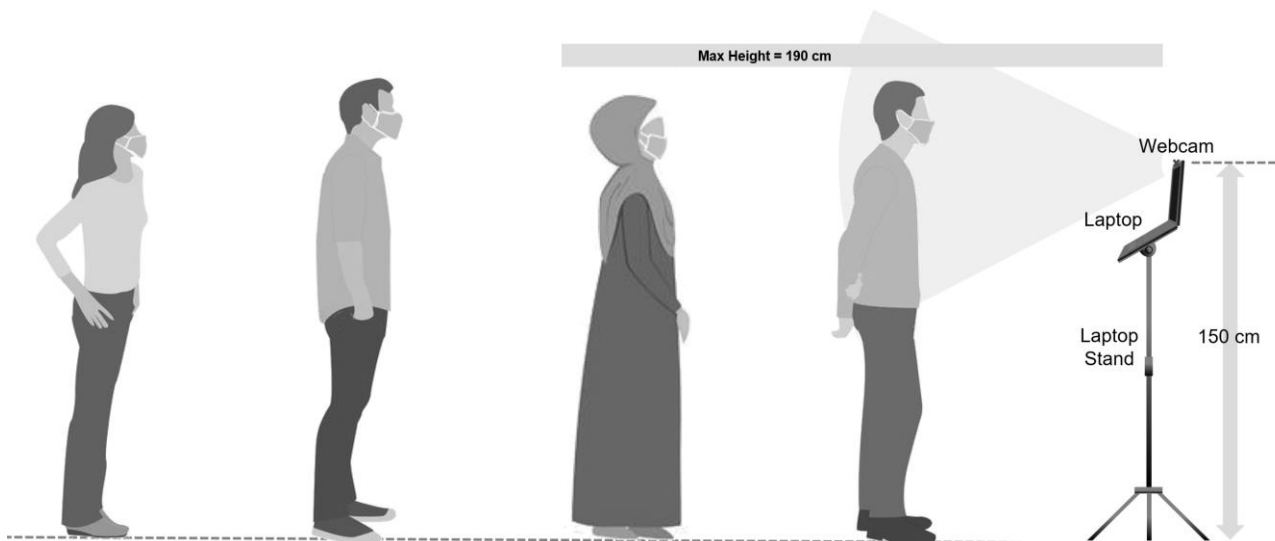 Max Height = 190 cm
Webcam
Laptop
Laptop
Stand
150 cm